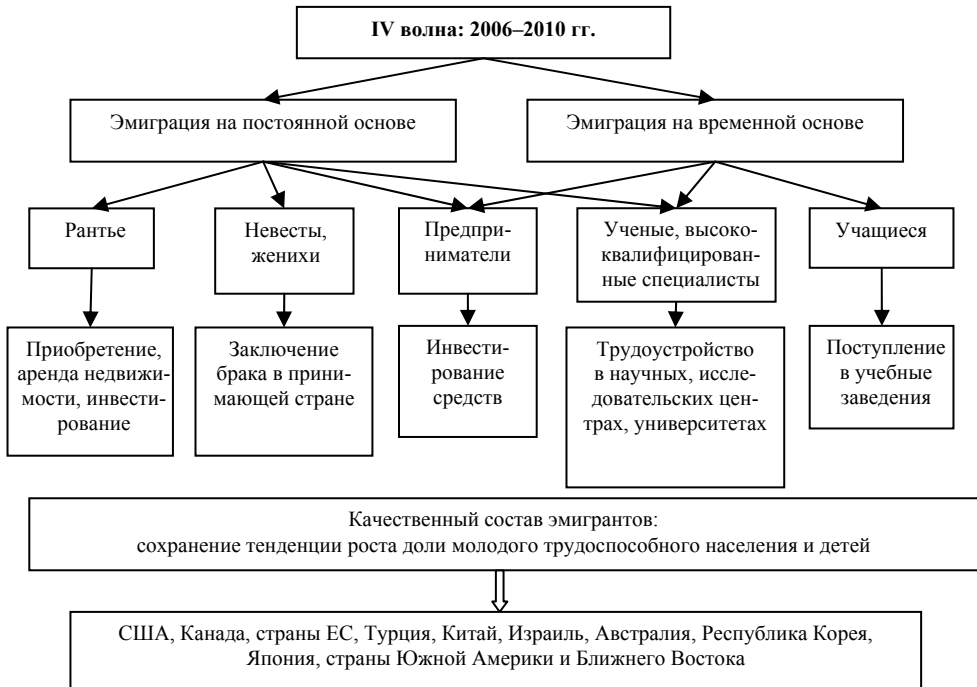 IV волна: 2006–2010 гг.
Эмиграция на постоянной основе
Эмиграция на временной основе
Рантье
Невесты,
женихи
Предпри-
ниматели
Ученые, высоко-
квалифицирован-
ные специалисты
Учащиеся
Приобретение,
аренда недвижи-
мости, инвести-
рование
Заключение
брака в прини-
мающей стране
Инвести-
рование
средств
Трудоустройство
в научных, иссле-
довательских цен-
трах, университетах
Поступление
в учебные
заведения
Качественный состав эмигрантов:
сохранение тенденции роста доли молодого трудоспособного населения и детей
США, Канада, страны ЕС, Турция, Китай, Израиль, Австралия, Республика Корея,
Япония, страны Южной Америки и Ближнего Востока